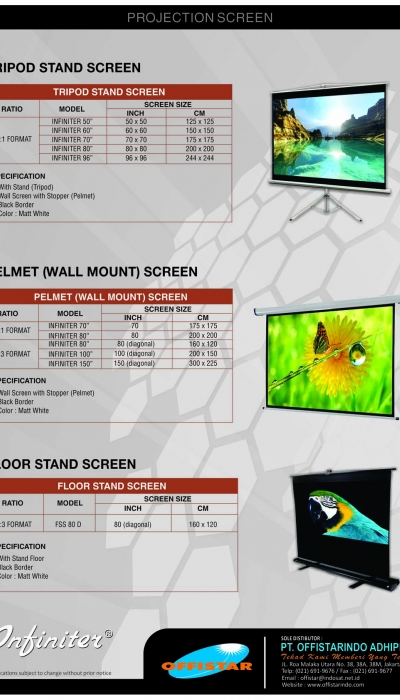 PROJECTION SCREEN
RIPOD STAND SCREEN
TRIPOD STAND SCREEN
RATIO MODEL SCREEN SIZE
INCH CM
:1 FORMAT
INFINITER 50" 50 x 50 125 x 125
INFINITER 60" 60 x 60 150 x 150
INFINITER 70" 70 x 70 175 x 175
INFINITER 80" 80 x 80 200 x 200
INFINITER 96" 96 x 96 244 x 244
PECIFICATION
With Stand (Tripod)
Wall Screen with Stopper (Pelmet)
Black Border
Color : Matt White
ELMET (WALL MOUNT) SCREEN
PELMET (WALL MOUNT) SCREEN
RATIO MODEL SCREEN SIZE
INCH CM
:1 FORMAT
INFINITER 70" 70 175 x 175
INFINITER 80" 80 200 x 200
:3 FORMAT
INFINITER 80" 80 (diagonal) 160 x 120
INFINITER 100" 100 (diagonal) 200 x 150
INFINITER 150" 150 (diagonal) 300 x 225
PECIFICATION
Wall Screen with Stopper (Pelmet)
Black Border
Color : Matt White
LOOR STAND SCREEN
FLOOR STAND SCREEN
RATIO MODEL SCREEN SIZE
INCH CM
:3 FORMAT FSS 80 D 80 (diagonal) 160 x 120
PECIFICATION
With Stand Floor
Black Border
Color : Matt White
Infiniter®
ications subject to change without prior notice
OFFISTAR
SOLE DISTRIBUTOR :
PT. OFFISTARINDO ADHIP
Tekad Kami Memberi Yang Te
JL. Roa Malaka Utara No. 38, 38A, 38M, Jakart
Telp: (021) 691-9676 / Fax : (021) 691-9677
Email : offistar@indosat.net.id
Website : www.offistarindo.com